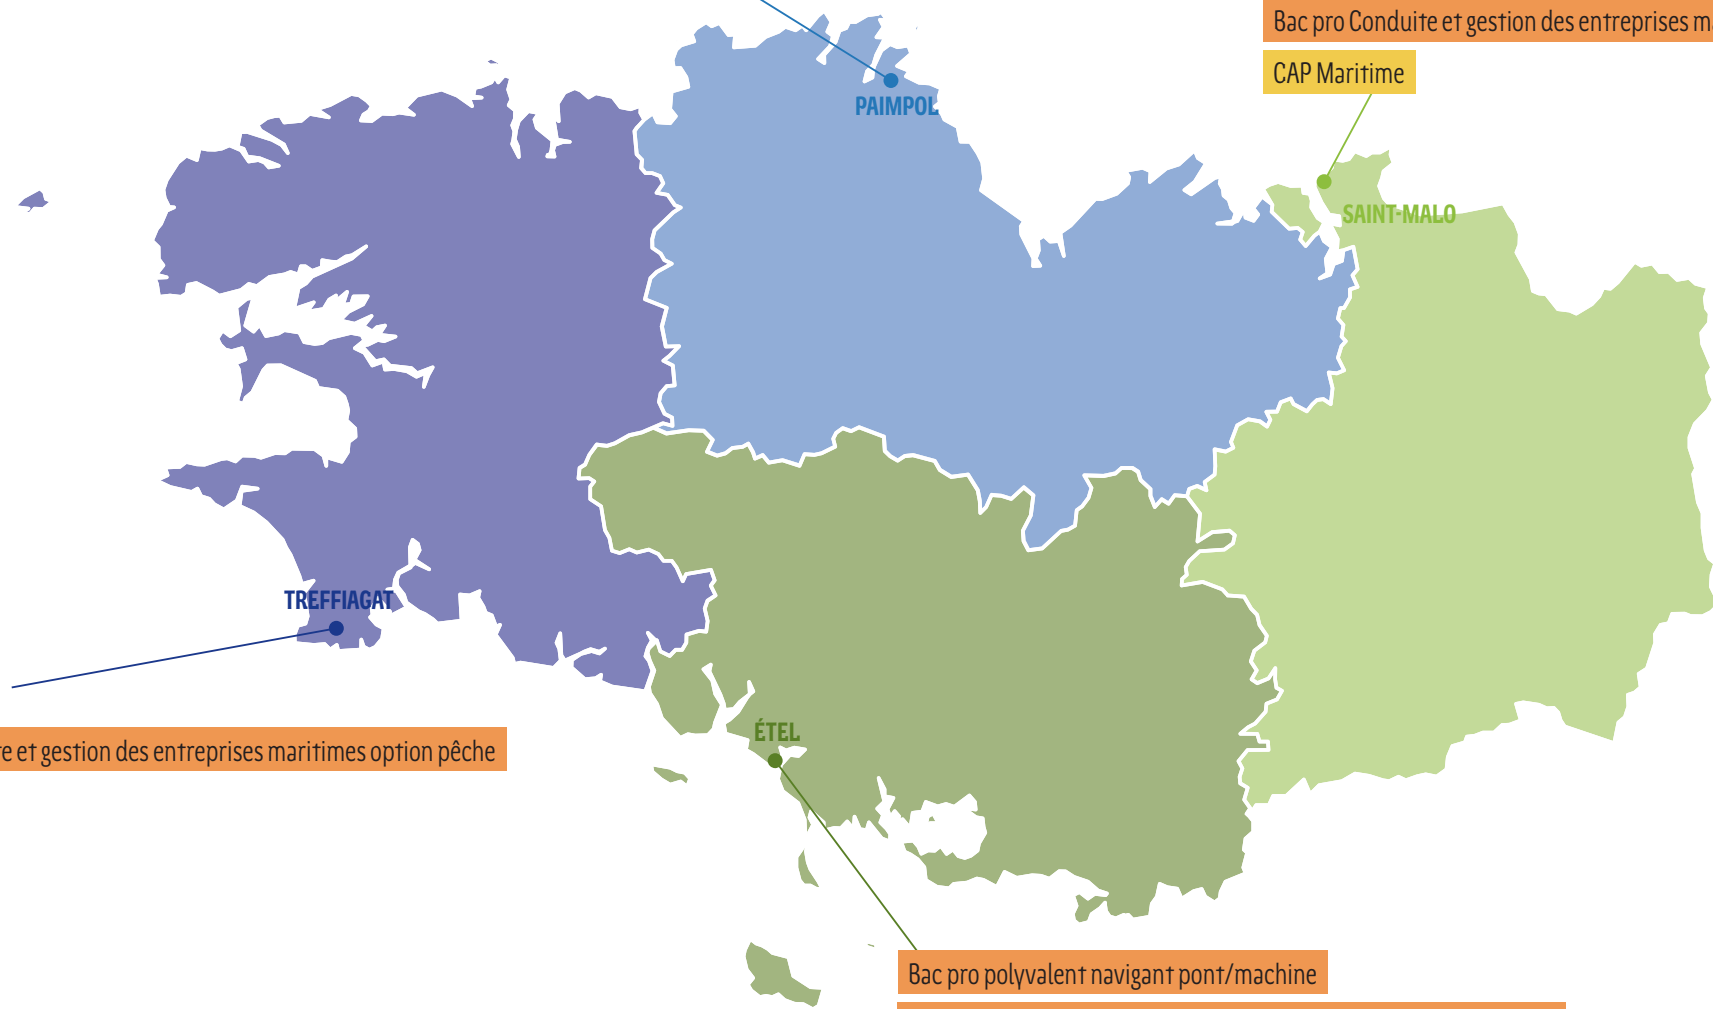 Bac pro Conduite et gestion des entreprises
CAP Maritime
PAIMPOL
SAINT-MALO
TREFFIAGAT
ÉTEL
et gestion des entreprises maritimes option pêche
Bac pro polyvalent navigant pont/machine